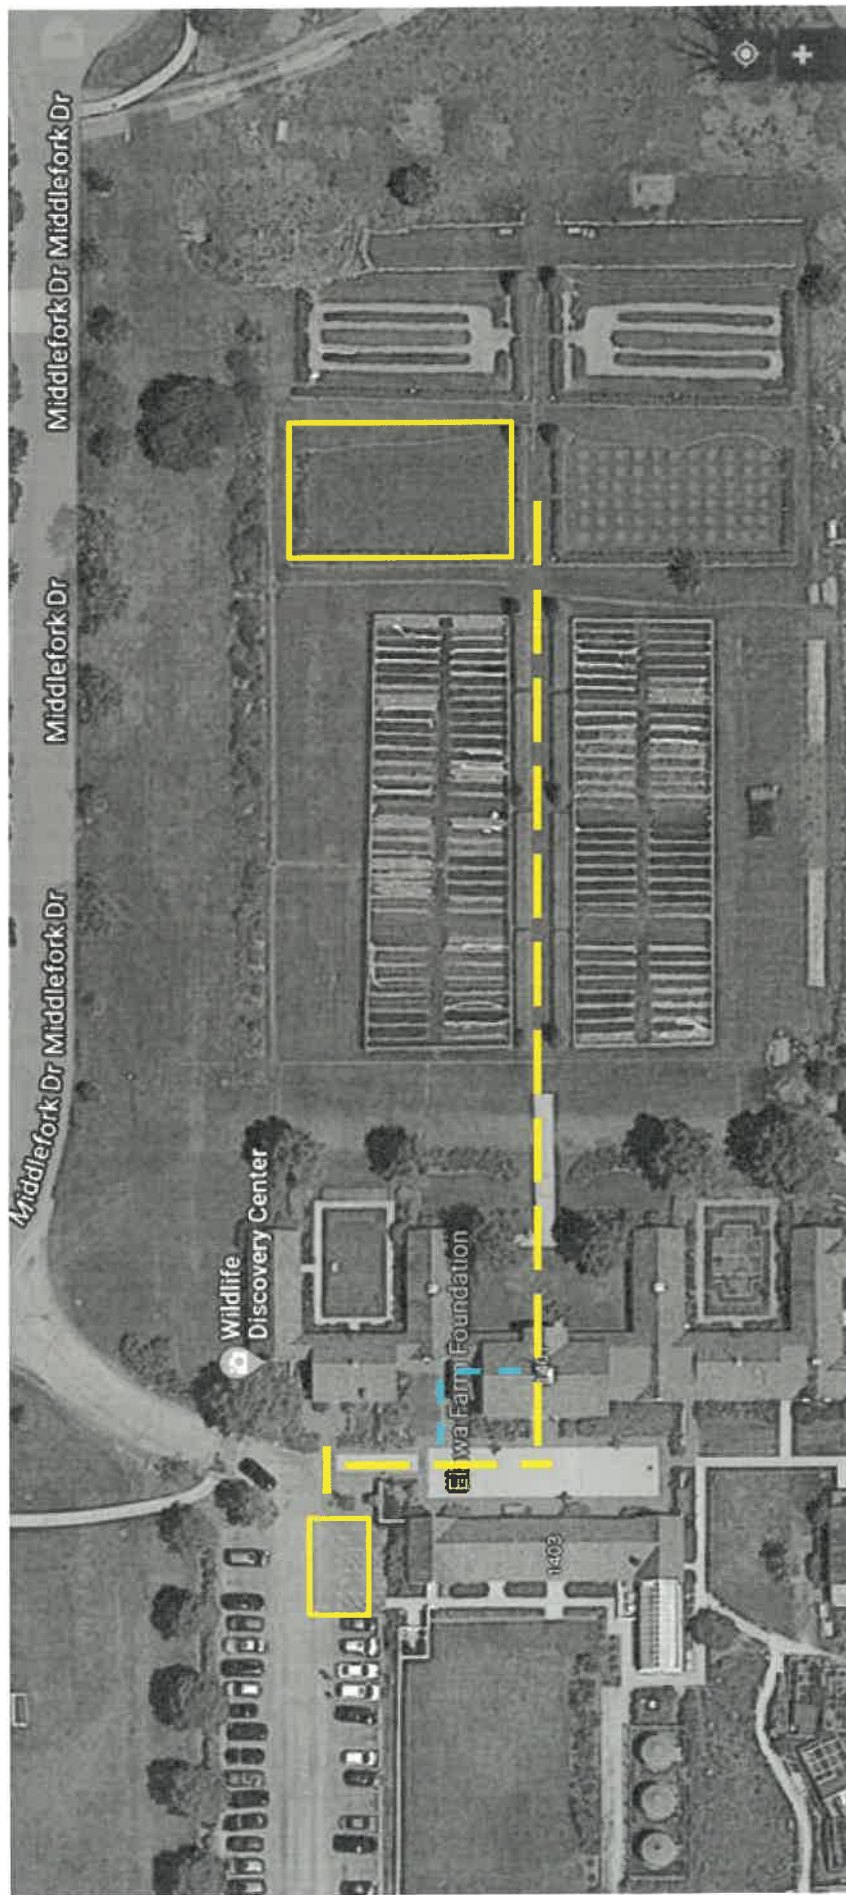 Middlefork Dr Middlefork Dr
Middlefork Dr
Middlefork Dr Middlefork Dr
Wildlife
Discovery Center
Elawa Farm Foundation
1403